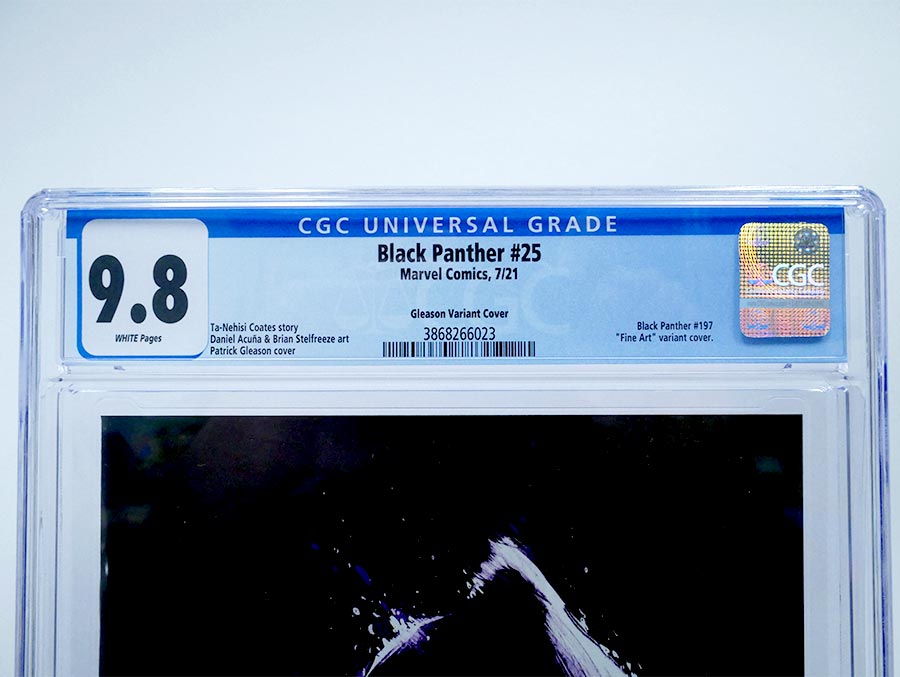 CGC UNIVERSAL GRADE
9.8
WHITE Pages
Black Panther #25
Marvel Comics, 7/21
Gleason Variant Cover
3868266023
Ta-Nehisi Coates story
Daniel Acuña & Brian Stelfreeze art
Patrick Gleason cover
Black Panther #197
"Fine Art" variant cover.
CGC